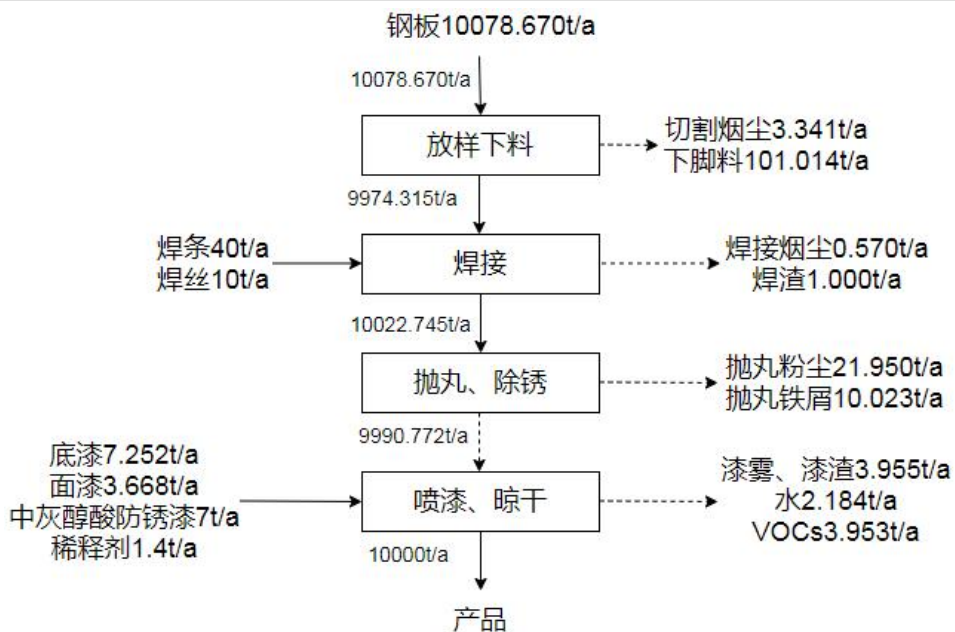 钢板10078.670t/a
10078.670t/a
放样下料
切割烟尘3.341t/a
下脚料101.014t/a
9974.315t/a
焊条40t/a
焊丝10t/a
焊接
焊接烟尘0.570t/a
焊渣1.000t/a
10022.745t/a
抛丸、除锈
抛丸粉尘21.950t/a
抛丸铁屑10.023t/a
9990.772t/a
底漆7.252t/a
面漆3.668t/a
中灰醇酸防锈漆7t/a
稀释剂1.4t/a
喷漆、晾干
漆雾、漆渣3.955t/a
水2.184t/a
VOCs3.953t/a
10000t/a
产品